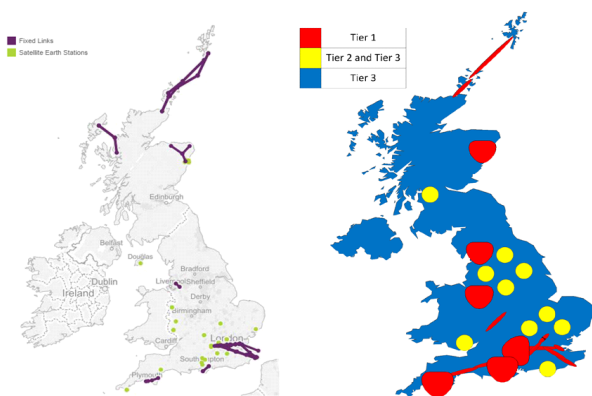 Fixed Links
Satellite Earth Stations
Edinburgh
Belfast
Douglas
Dublin
Ireland
Bradford
Liverpool
Sheffield
Derby
Birmingham
Cardiff
London
Plymouth
Tier 1
Tier 2 and Tier 3
Tier 3